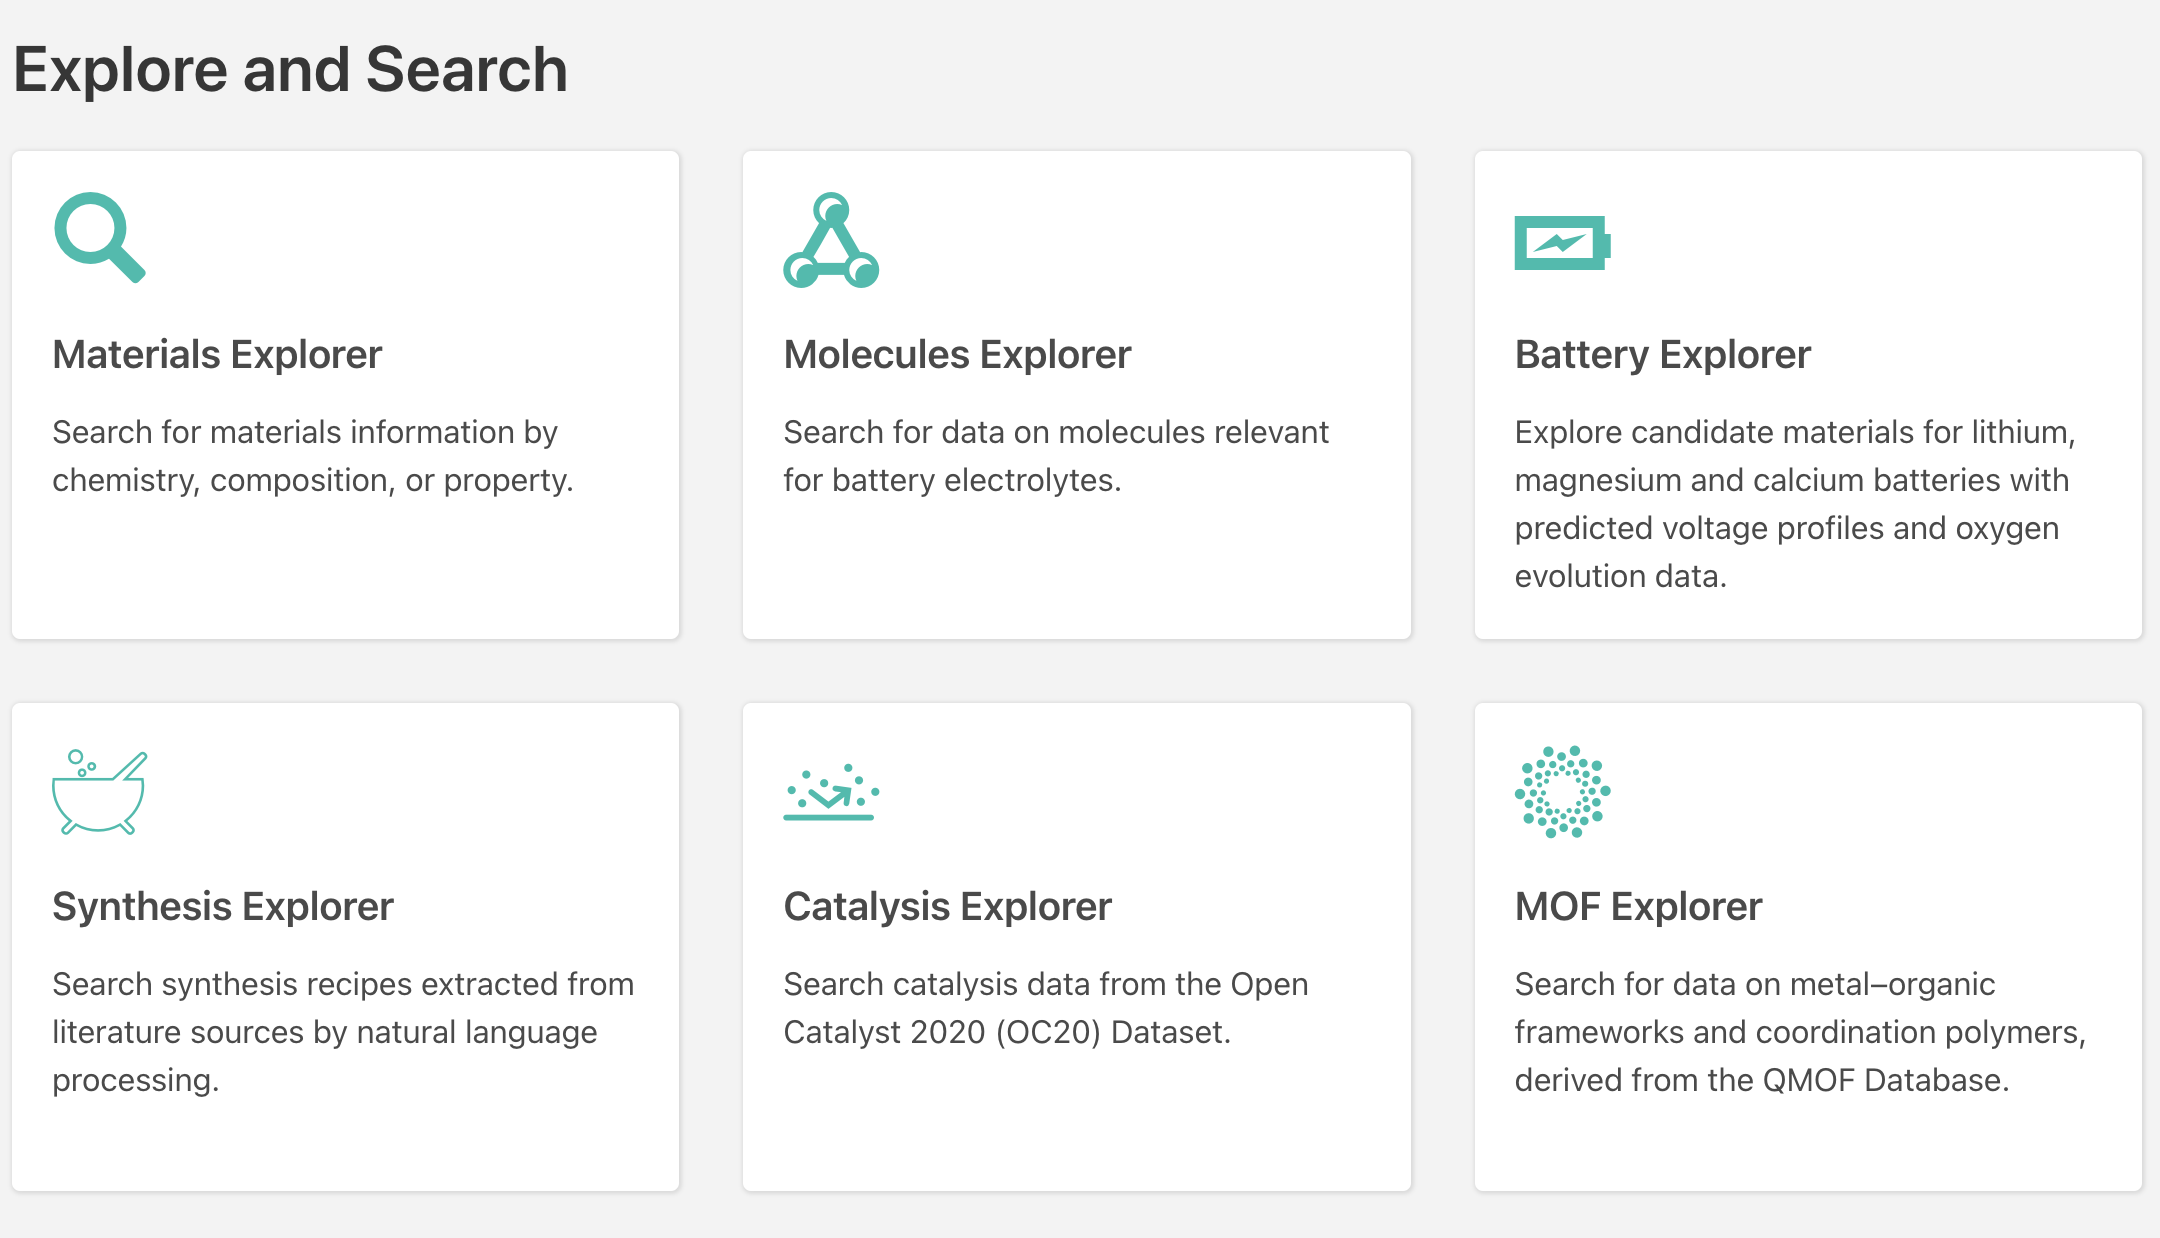 Explore and Search
Materials Explorer
Search for materials information by
chemistry, composition, or property.
Molecules Explorer
Search for data on molecules relevant
for battery electrolytes.
Battery Explorer
Explore candidate materials for lithium,
magnesium and calcium batteries with
predicted voltage profiles and oxygen
evolution data.
Synthesis Explorer
Search synthesis recipes extracted from
literature sources by natural language
processing.
Catalysis Explorer
Search catalysis data from the Open
Catalyst 2020 (OC20) Dataset.
MOF Explorer
Search for data on metal–organic
frameworks and coordination polymers,
derived from the QMOF Database.